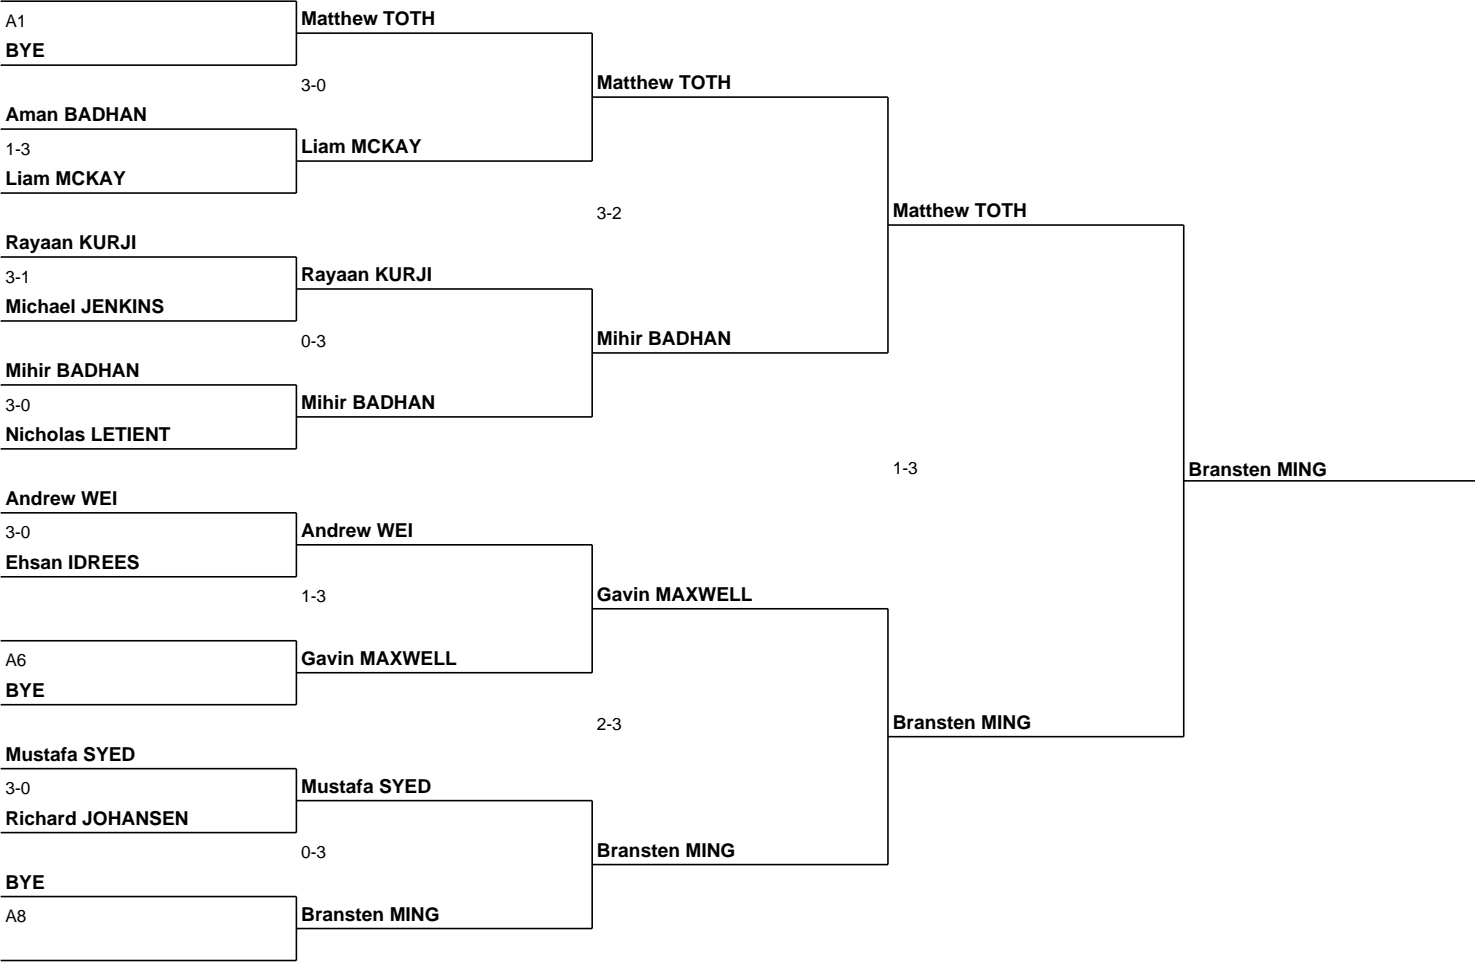 A1
BYE
Aman BADHAN
1-3
Liam MCKAY
Rayaan KURJI
3-1
Michael JENKINS
Mihir BADHAN
3-0
Nicholas LETIENT
Andrew WEI
3-0
Ehsan IDREES
A6
BYE
Mustafa SYED
3-0
Richard JOHANSEN
BYE
A8
Matthew TOTH
3-0
Liam MCKAY
Rayaan KURJI
0-3
Mihir BADHAN
Andrew WEI
1-3
Gavin MAXWELL
Mustafa SYED
0-3
Bransten MING
Matthew TOTH
3-2
Mihir BADHAN
Gavin MAXWELL
2-3
Bransten MING
Matthew TOTH
1-3
Bransten MING
Bransten MING